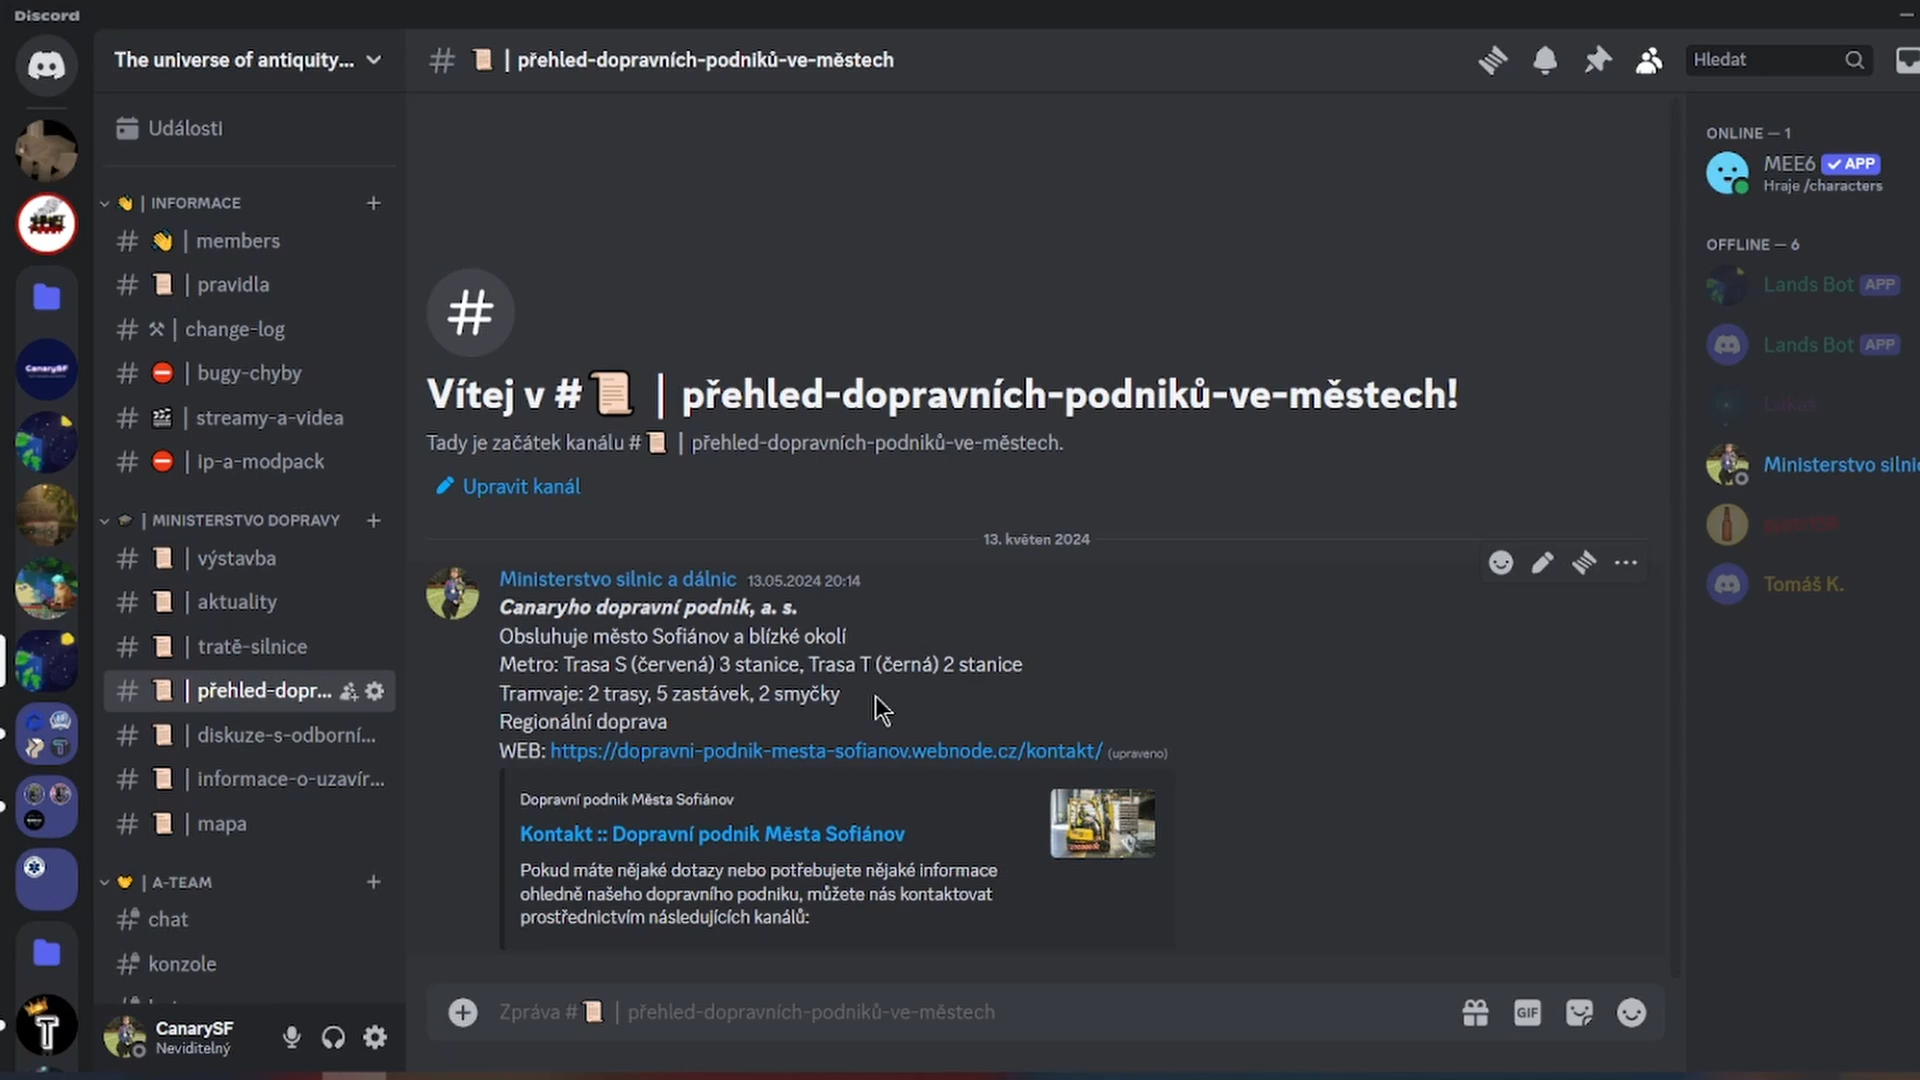 Discord
The universe of antiquity...
# 📜 | přehled-dopravních-podniků-ve-městech
Hledat
Události
👋 | INFORMACE
# 👋 | members
# 📜 | pravidla
# ⚒ | change-log
# ⛔ | bugy-chyby
# 🎬 | streamy-a-videa
# ⛔ | ip-a-modpack
🎓 | MINISTERSTVO DOPRAVY
# 📜 | výstavba
# 📜 | aktuality
# 📜 | tratě-silnice
# 📜 | přehled-dopr...
# 📜 | diskuze-s-odborní...
# 📜 | informace-o-uzavír...
# 📜 | mapa
| A-TEAM
# chat
# konzole
CanarySF
CanarySF
Neviditelný
Vítej v #📜 | přehled-dopravních-podniků-ve-městech!
Tady je začátek kanálu #📜 | přehled-dopravních-podniků-ve-městech.
Upravit kanál
13. květen 2024
Ministerstvo silnic a dálnic 13.05.2024 20:14
Canaryho dopravní podnik, a. s.
Obsluhuje město Sofiánov a blízké okolí
Metro: Trasa S (červená) 3 stanice, Trasa T (černá) 2 stanice
Tramvaje: 2 trasy, 5 zastávek, 2 smyčky
Regionální doprava
WEB: https://dopravni-podnik-mesta-sofianov.webnode.cz/kontakt/ (upraveno)
Dopravní podnik Města Sofiánov
Kontakt :: Dopravní podnik Města Sofiánov
Pokud máte nějaké dotazy nebo potřebujete nějaké informace
ohledně našeho dopravního podniku, můžete nás kontaktovat
prostřednictvím následujících kanálů:
Zpráva #📜 | přehled-dopravních-podniků-ve-městech
GIF
ONLINE — 1
MEE6 ✓ APP
Hraje /characters
OFFLINE — 6
Lands Bot APP
Lands Bot APP
Ministerstvo silnic
Tomáš K.
T